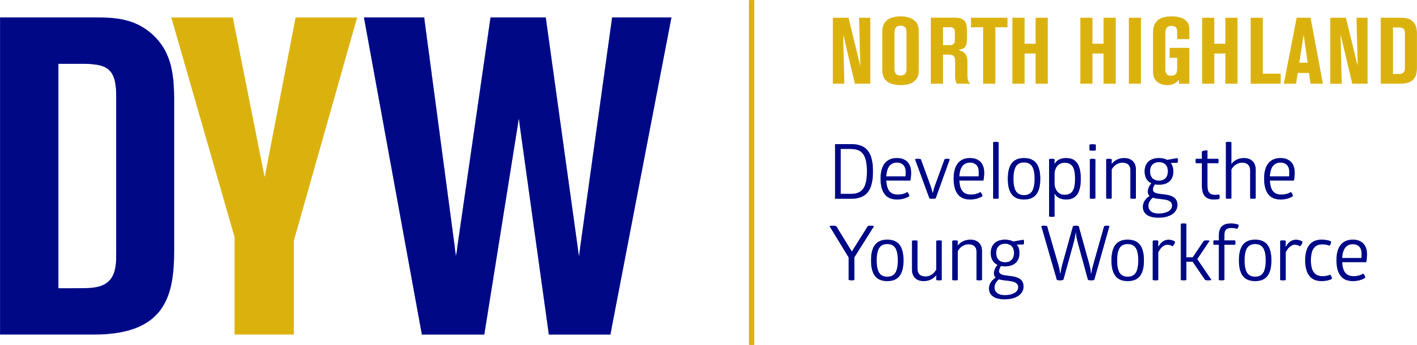 DYW
NORTH HIGHLAND
Developing the
Young Workforce